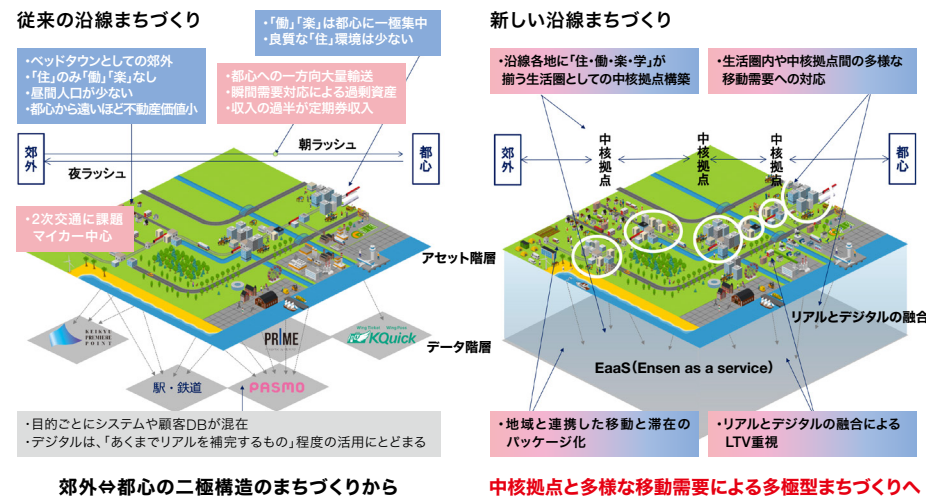 従来の沿線まちづくり
・「働」「楽」は都心に一極集中
・良質な「住」環境は少ない
・ベッドタウンとしての郊外
・「住」のみ「働」「楽」なし
・昼間人口が少ない
・都心から遠いほど不動産価値小
・都心への一方向大量輸送
・瞬間需要対応による過剰資産
・収入の過半が定期券収入
郊外
朝ラッシュ
夜ラッシュ
都心
・2次交通に課題
マイカー中心
アセット階層
KEIKYU
PREMIERE
POINT
PRIME
KQuick
データ階層
駅・鉄道
PASMO
・目的ごとにシステムや顧客DBが混在
・デジタルは、「あくまでリアルを補完するもの」程度の活用にとどまる
郊外⇔都心の二極構造のまちづくりから
新しい沿線まちづくり
・沿線各地に「住・働・楽・学」が
揃う生活圏としての中核拠点構築
・生活圏内や中核拠点間の多様な
移動需要への対応
郊外
中核拠点
中核拠点
中核拠点
都心
リアルとデジタルの融合
EaaS(Ensen as a service)
・地域と連携した移動と滞在の
パッケージ化
・リアルとデジタルの融合による
LTV重視
中核拠点と多様な移動需要による多極型まちづくりへ